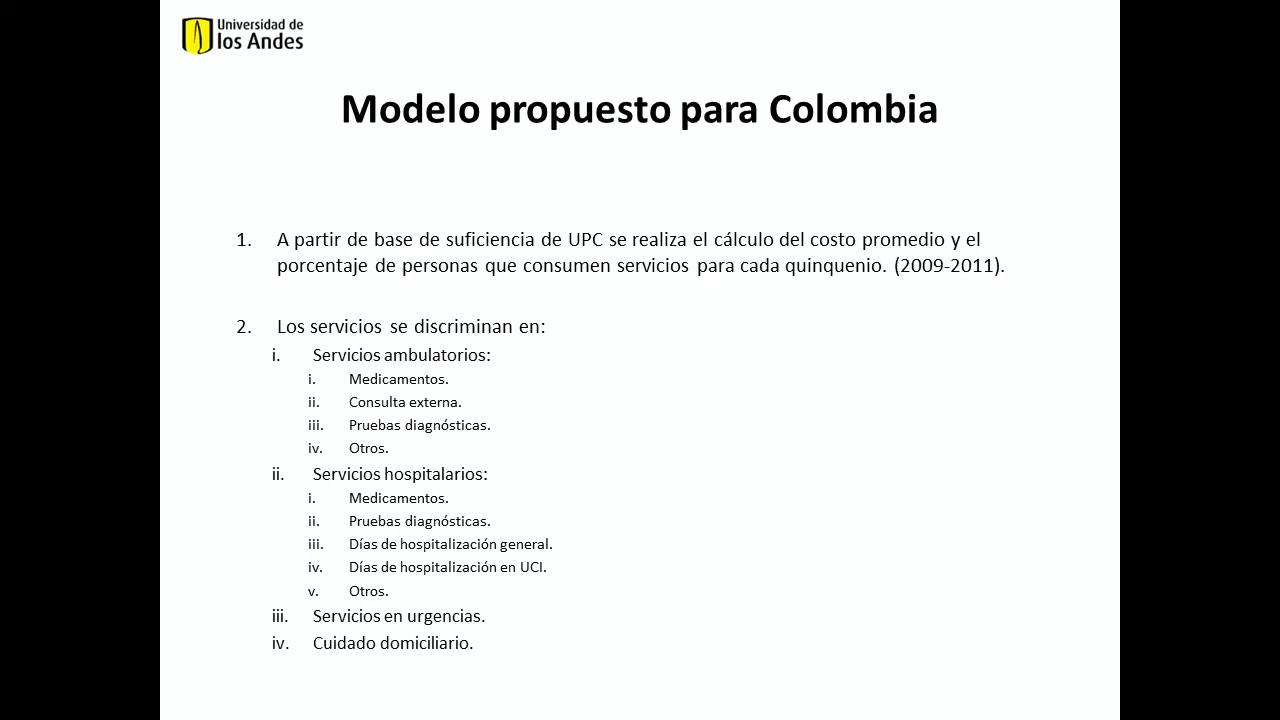 Universidad de
los Andes
Modelo propuesto para Colombia
1. A partir de base de suficiencia de UPC se realiza el cálculo del costo promedio y el
porcentaje de personas que consumen servicios para cada quinquenio. (2009-2011).
2. Los servicios se discriminan en:
i. Servicios ambulatorios:
i. Medicamentos.
ii. Consulta externa.
iii. Pruebas diagnósticas.
iv. Otros.
ii. Servicios hospitalarios:
i. Medicamentos.
ii. Pruebas diagnósticas.
iii. Días de hospitalización general.
iv. Días de hospitalización en UCI.
v. Otros.
iii. Servicios en urgencias.
iv. Cuidado domiciliario.